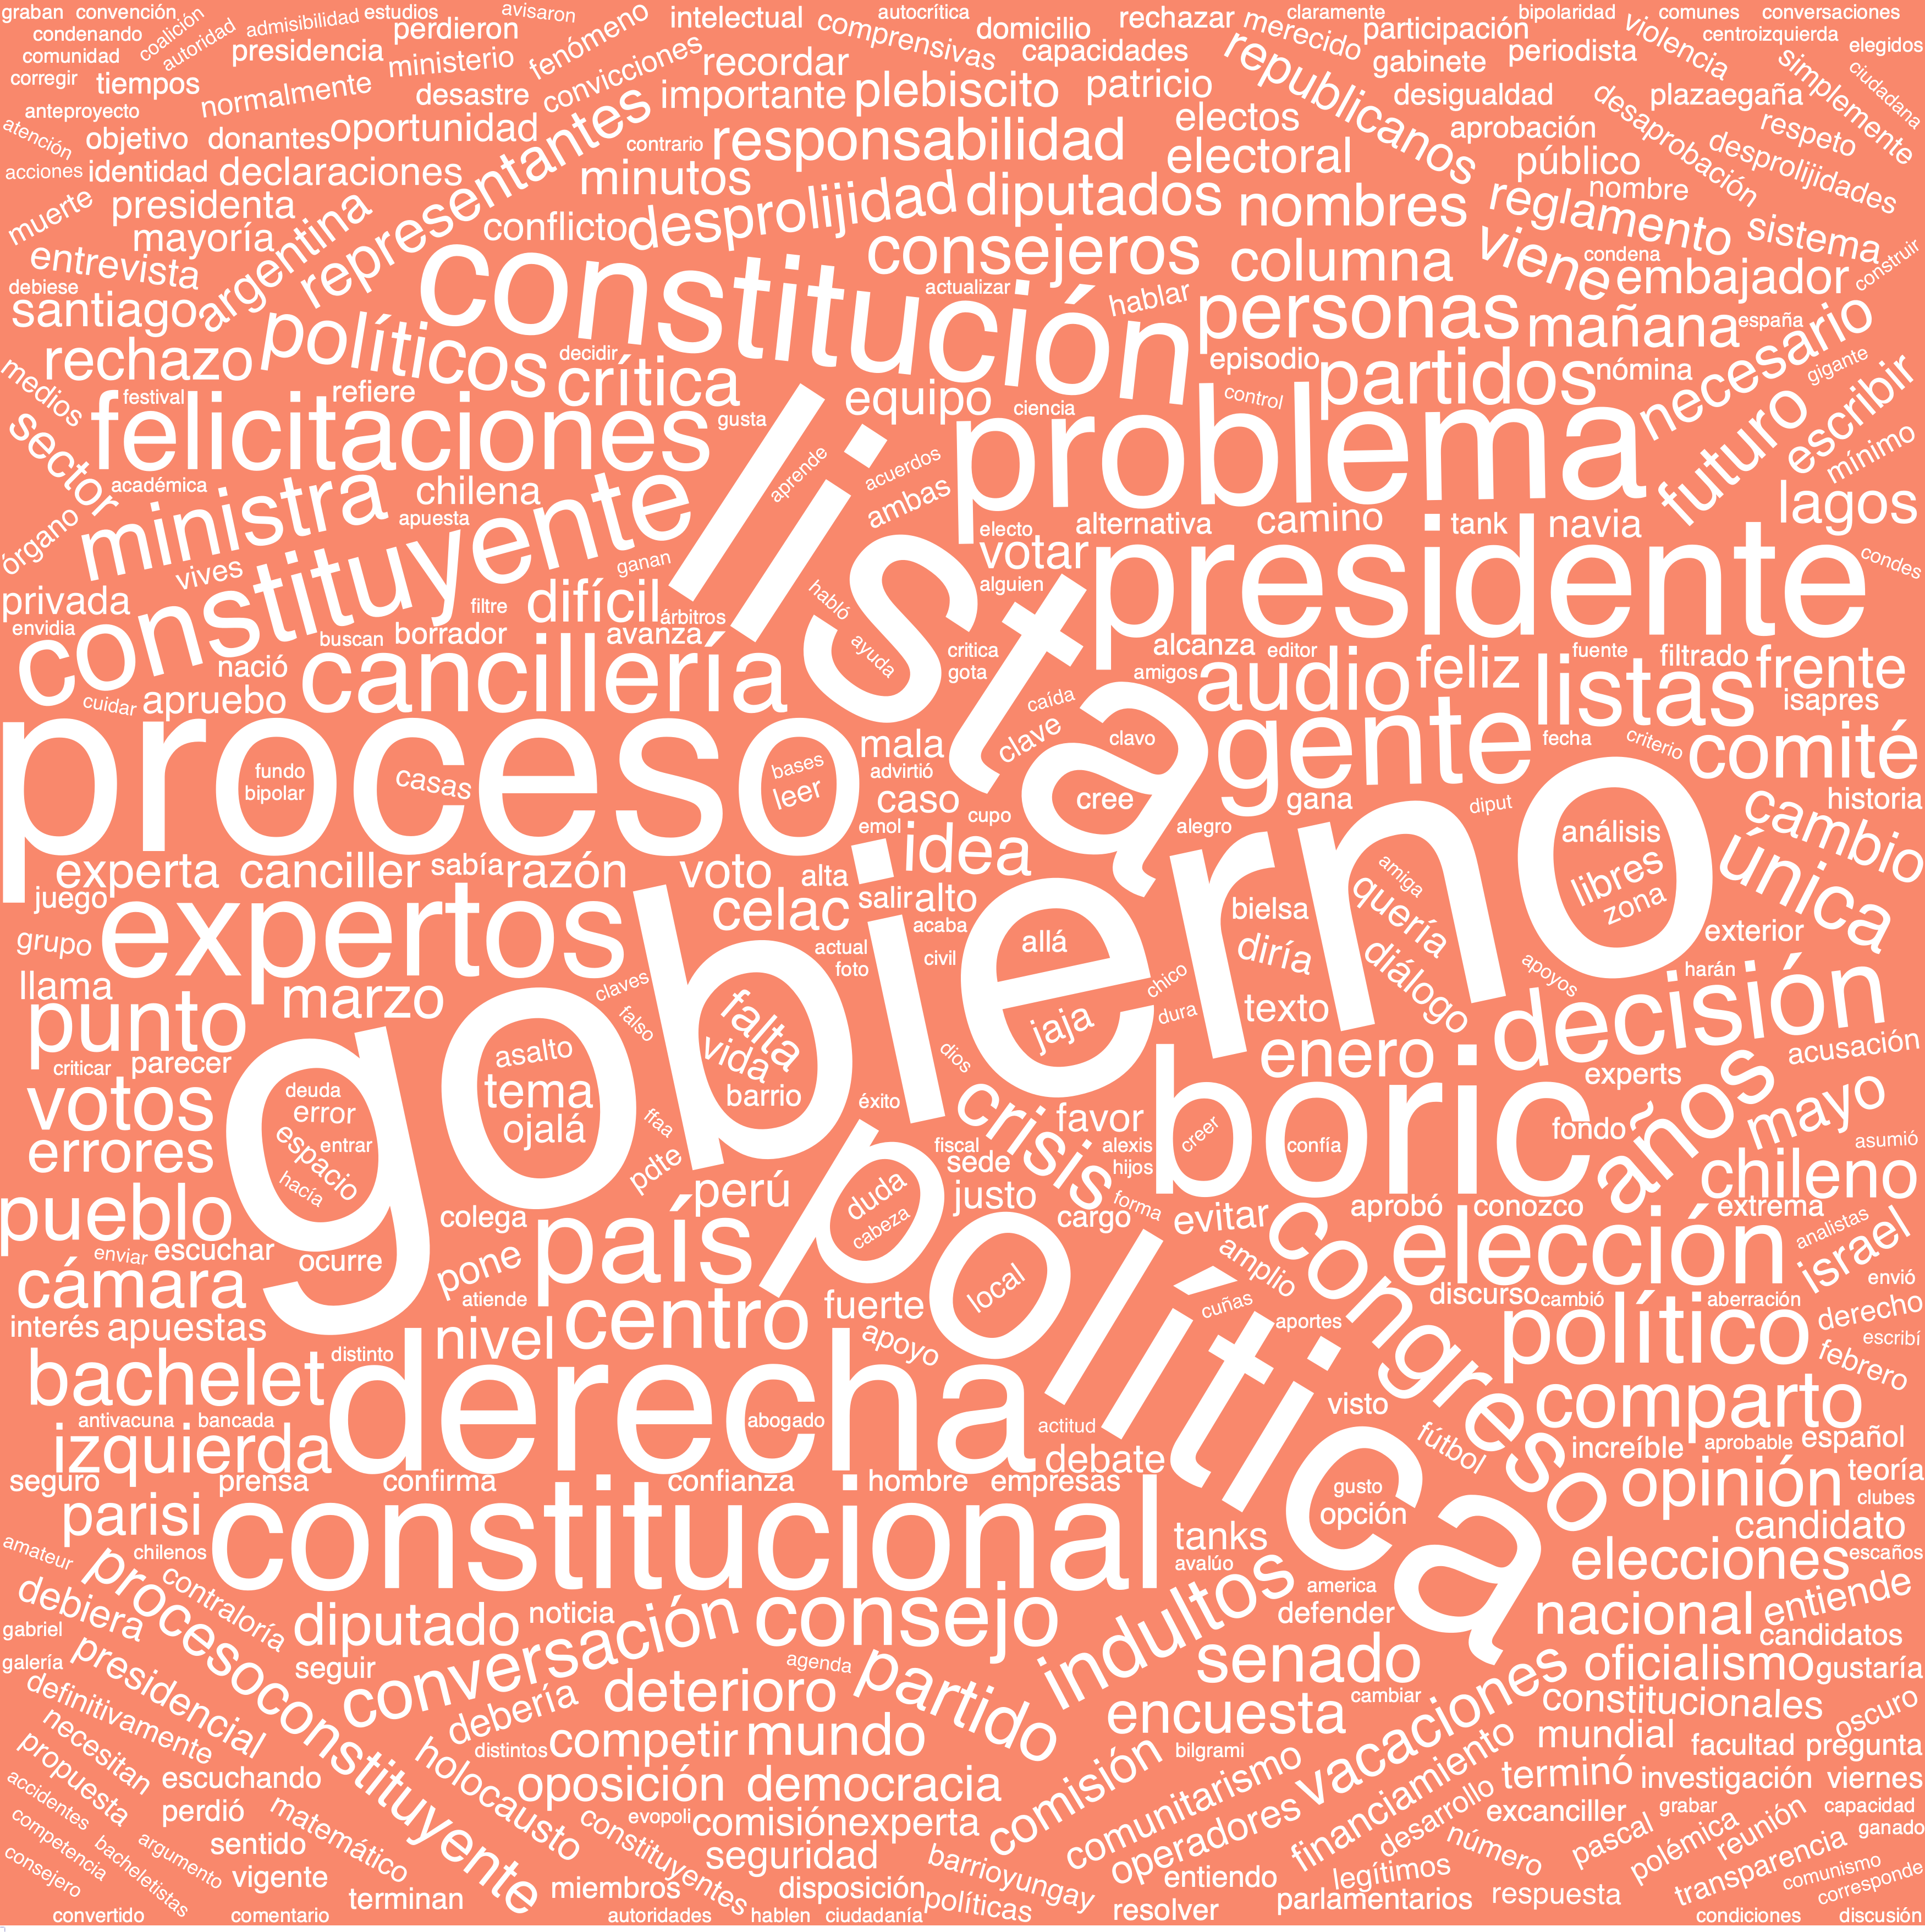 graban
convención
coalición
autoridad
admisibilidad
estudios
avisaron
intelectual
autocrítica
domicilio
rechazar
merecido
claramente
participación
bipolaridad
violencia
comunes
conversaciones
condenando
perdieron
comprensivas
centroizquierda
elegidos
comunidad
presidencia
ministerio
fenómeno
convicciones
recordar
capacidades
republicanos
gabinete
periodista
simplemente
ciudadana
corregir
tiempos
normalmente
desastre
importante
plebiscito
patricio
desigualdad
desaprobación
plazaegaña
anteproyecto
atención
objetivo
donantes
oportunidad
representantes
contrario
responsabilidad
electos
aprobación
respeto
desprolijidades
acciones
identidad
declaraciones
minutos
electoral
público
muerte
presidenta
argentina
conflicto
desprolijidad
diputados
nombres
reglamento
nombre
sistema
mayoría
entrevista
debiese
constitución
consejeros
columna
viene
condena
embajador
construir
santiago
actualizar
hablar
personas
mañana
españa
necesario
rechazo
políticos
decidir
crítica
episodio
partidos
nómina
gigante
medios
festival
refiere
equipo
ciencia
control
futuro
escribir
sector
felicitaciones
gusta
lista
problema
mínimo
académica
ministra
chilena
aprende
acuerdos
ambas
electo
alternativa
camino
tank
navia
lagos
órgano
apuesta
constituyente
votar
presidente
condes
vives
ganan
alguien
privada
filtre
difícil
árbitros
habló
envidia
buscan
borrador
avanza
ayuda
critica
alcanza
editor
fuente
filtrado
frente
nació
cancillería
gota
amigos
audio
feliz
listas
isapres
cuidar
apruebo
caída
proceso
mala
clave
clavo
gente
fecha
criterio
comité
fundo
bipolar
casas
bases
leer
advirtió
caso
cupo
cree
gana
diput
cambio
historia
emol
idea
alegro
gobierno
análisis
libres
zona
única
experta
canciller
sabía
razón
voto
alta
salir
alto
amiga
quería
juego
expertos
celac
acaba
bielsa
grupo
actual
foto
civil
allá
diría
diálogo
apoyos
harán
exterior
llama
marzo
claves
falso
falta
vida
barrio
jaja
chico
dura
texto
decisión
punto
asalto
tema
ojalá
dios
enero
acusación
criticar
parecer
experts
votos
deuda
error
espacio
entrar
hacía
ffaa
éxito
crisis
favor
boric
creer
confía
fondo
años
mayo
asumió
errores
pdte
fiscal
sede
alexis
hijos
chileno
pueblo
colega
perú
duda
cabeza
justo
forma
cargo
evitar
aprobó
conozco
extrema
analistas
enviar
escuchar
ocurre
pone
país
política
local
amplio
congreso
elección
israel
envió
cámara
atiende
centro
fuerte
cuñas
aportes
discurso
cambió
aberración
derecho
interés
apuestas
nivel
apoyo
político
escribí
febrero
bachelet
distinto
derecha
comparto
antivacuna
bancada
abogado
actitud
visto
fútbol
izquierda
debate
increíble
aprobable
español
seguro
prensa
confirma
confianza
hombre
empresas
gusto
opinión
teoría
clubes
parisi
constitucional
opción
candidato
amateur
chilenos
tanks
avalúo
elecciones
escaños
procesoconstituyente
contraloría
indultos
america
debiera
diputado
noticia
conversación
consejo
defender
nacional
entiende
gabriel
candidatos
galería
presidencial
seguir
agenda
partido
senado
oficialismo
gustaría
definitivamente
debería
deterioro
cambiar
vacaciones
constitucionales
necesitan
holocausto
distintos
competir
mundo
encuesta
mundial
oscuro
propuesta
comisión
bilgrami
comunitarismo
financiamiento
facultad
pregunta
accidentes
escuchando
oposición
democracia
terminó
investigación
viernes
perdió
matemático
evopoli
comisiónexperta
operadores
desarrollo
excanciller
grabar
capacidad
competencia
bacheletistas
argumento
sentido
constituyentes
seguridad
número
pascal
polémica
reunión
ganado
consejero
vigente
barrioyungay
entiendo
legítimos
transparencia
comunismo
corresponde
terminan
miembros
disposición
políticas
resolver
parlamentarios
respuesta
convertido
comentario
autoridades
hablen
ciudadanía
condiciones
discusión